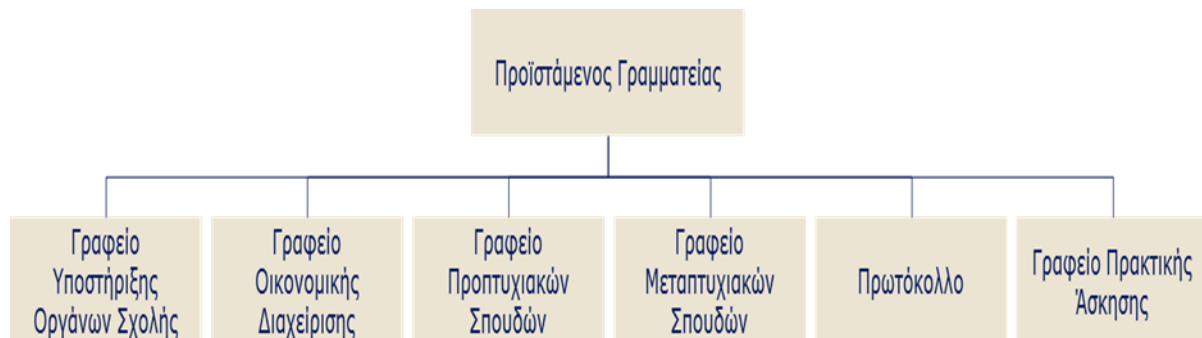 Προϊστάμενος Γραμματείας
Γραφείο
Υποστήριξης
Οργάνων Σχολής
Γραφείο
Οικονομικής
Διαχείρισης
Γραφείο
Προπτυχιακών
Σπουδών
Γραφείο
Μεταπτυχιακών
Σπουδών
Πρωτόκολλο
Γραφείο Πρακτικής
Άσκησης